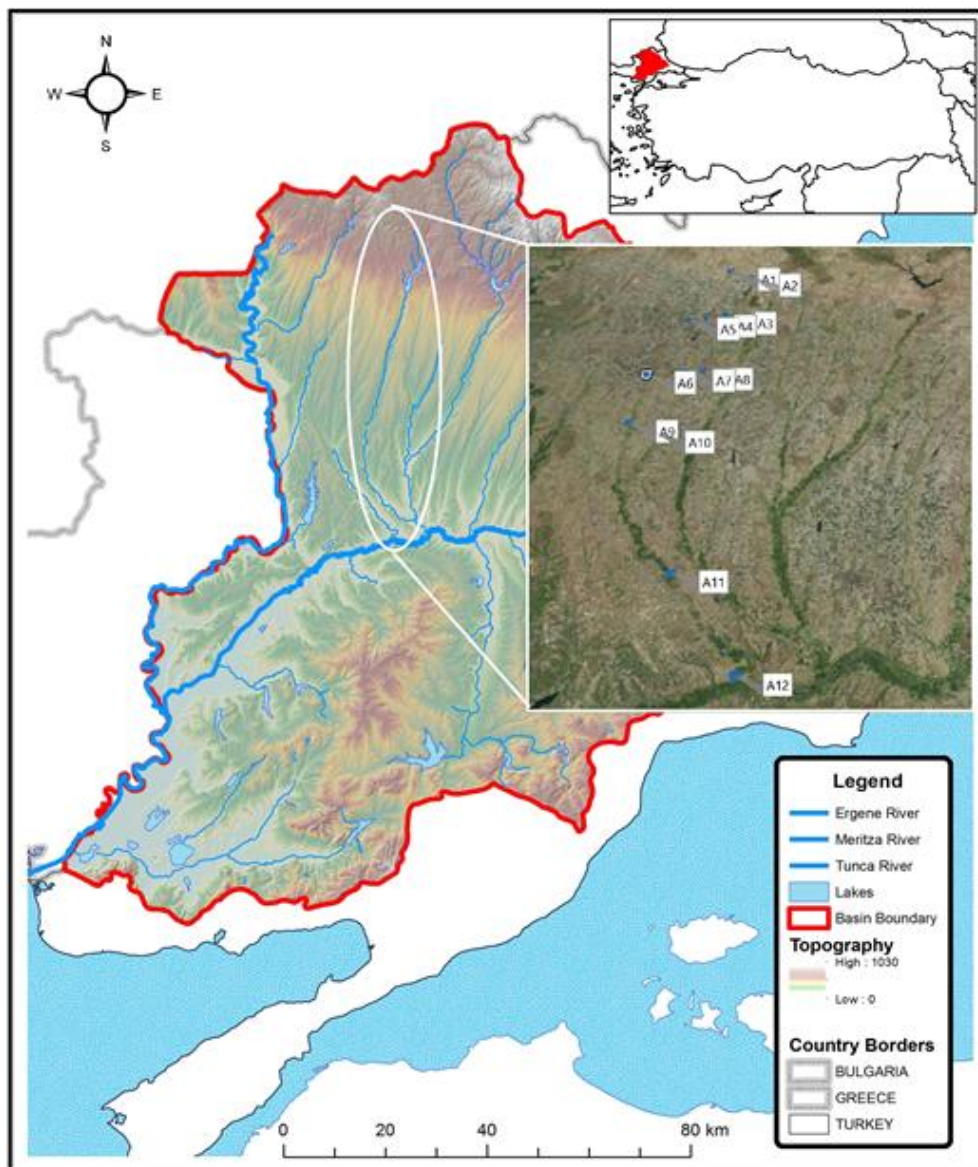 N
W E
S
A1 A2
A5 A4 A3
A6 A7 A8
A9 A10
A11
A12
Legend
Ergene River
Meritza River
Tunca River
Lakes
Basin Boundary
Topography
High : 1030
Low : 0
Country Borders
BULGARIA
GREECE
TURKEY
0 20 40 80 km